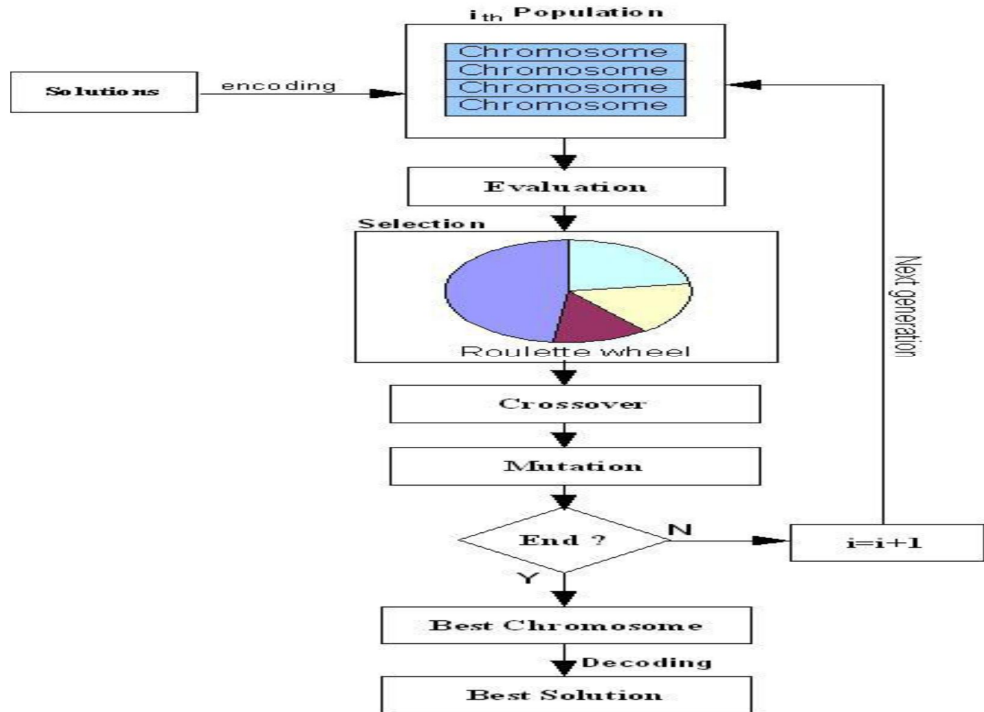 i th Population
Chromosome
Chromosome
Chromosome
Chromosome
Solutions
encoding
Evaluation
Selection
Roulette wheel
Next generation
Crossover
Mutation
End ?
N
i=i+1
Y
Best Chromosome
Decoding
Best Solution